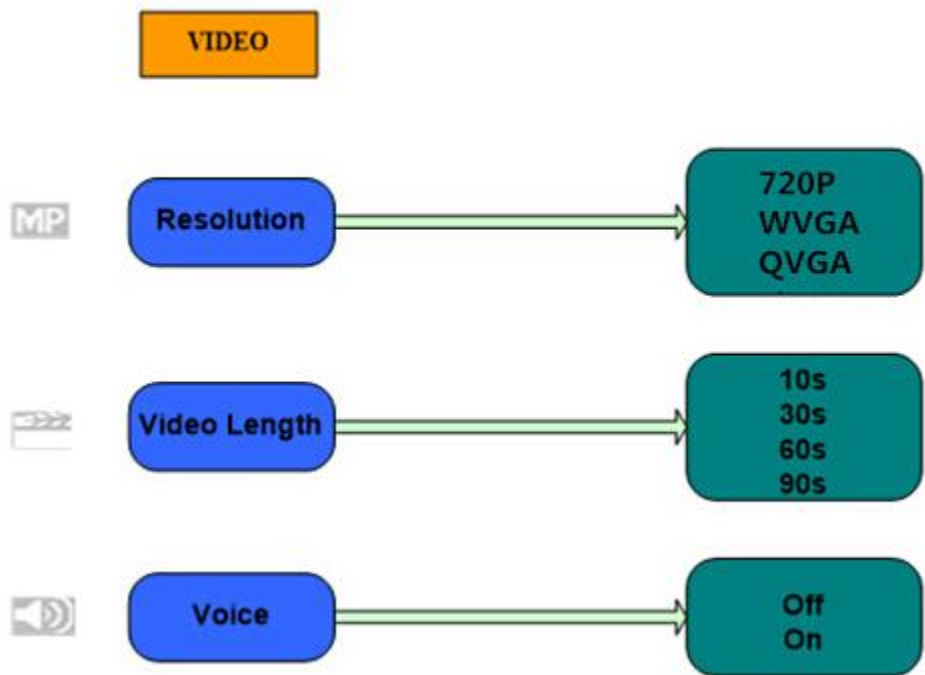 VIDEO
MP
Resolution
720P
WVGA
QVGA
Video Length
10s
30s
60s
90s
Voice
Off
On